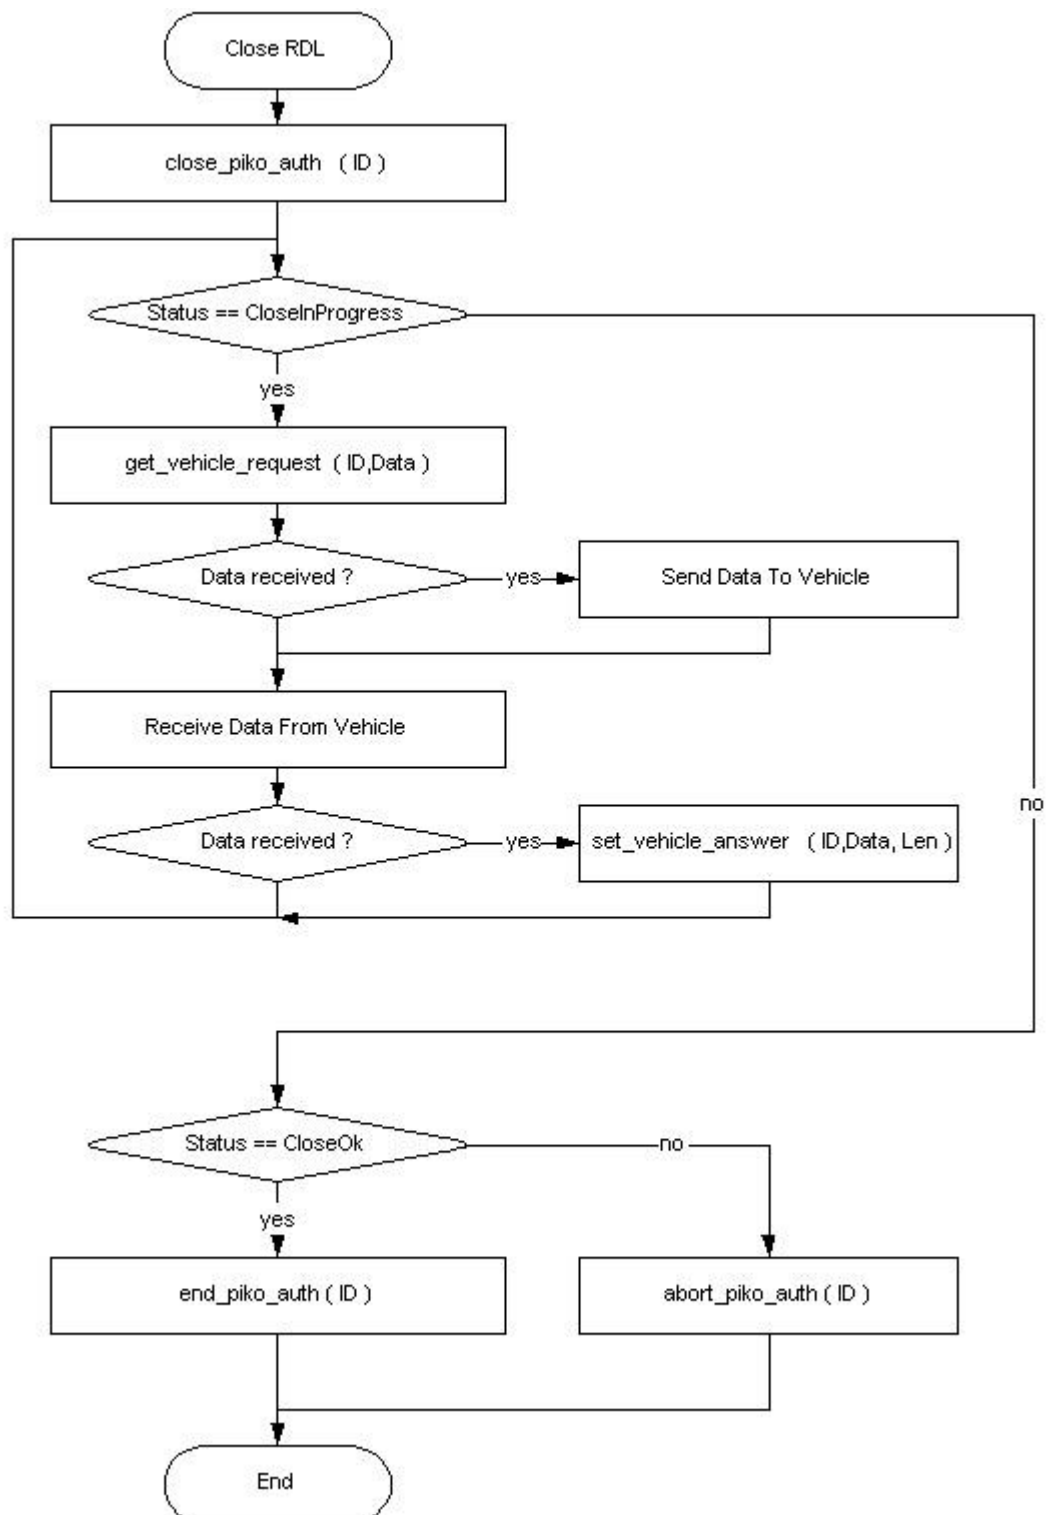 Close RDL
close_piko_auth ( ID )
Status == CloseInProgress
yes
get_vehicle_request ( ID,Data )
Data received ?
yes
Send Data To Vehicle
Receive Data From Vehicle
no
Data received ?
yes
set_vehicle_answer ( ID,Data, Len )
Status == CloseOk
no
yes
end_piko_auth ( ID )
abort_piko_auth ( ID )
End